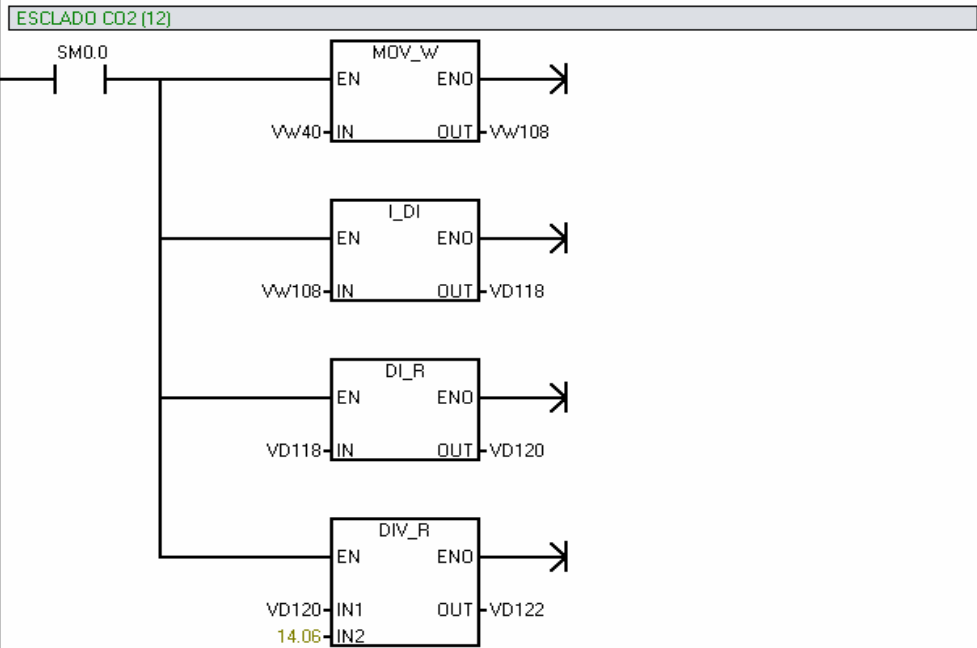 ESCLADO CO2 (12)
SM0.0
MOV_W
EN ENO
VW40 IN OUT VW108
I_DI
EN ENO
VW108 IN OUT VD118
DI_R
EN ENO
VD118 IN OUT VD120
DIV_R
EN ENO
VD120 IN1 OUT VD122
14.06 IN2